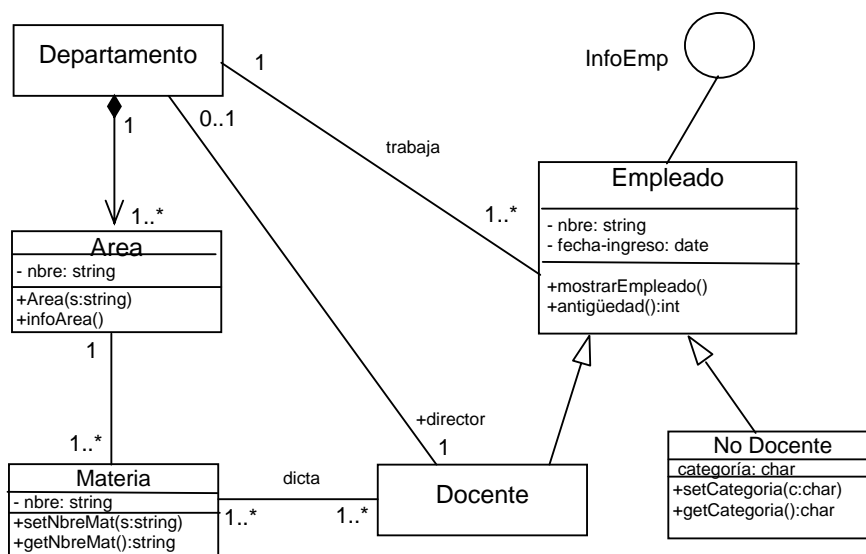 Departamento
1
0..1
1
1..*
trabaja
1..*
InfoEmp
Empleado
- nbre: string
- fecha-ingreso: date
+mostrarEmpleado()
+antigüedad():int
Area
- nbre: string
+Area(s:string)
+infoArea()
1
1..*
+director
1
Materia
- nbre: string
+setNbreMat(s:string)
+getNbreMat():string
dicta
1..*
1..*
Docente
No Docente
categoría: char
+setCategoria(c:char)
+getCategoria():char